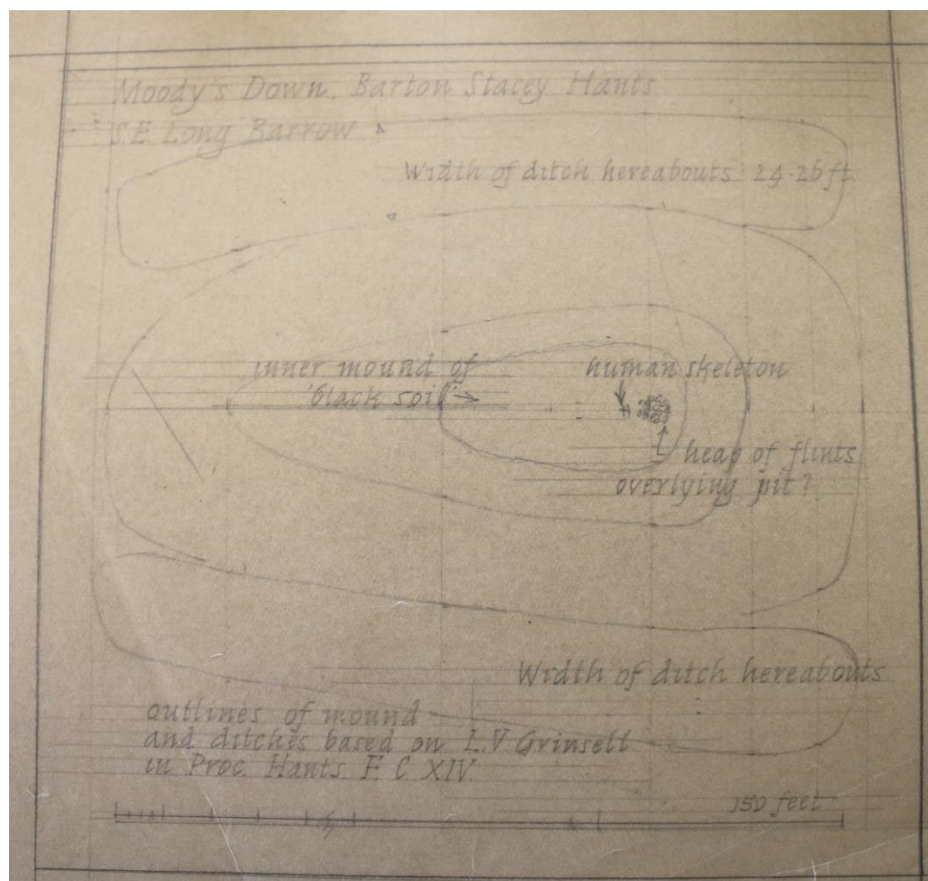 Moody's Down. Barton Stacey Hants
S.E. Long Barrow
Width of ditch hereabouts 24-26 ft
inner mound of
'black soil'
human skeleton
heap of flints
overlying pit?
Width of ditch hereabouts
outlines of mound
and ditches based on L.V Grinsell
in Proc. Hants F C XIV
150 feet